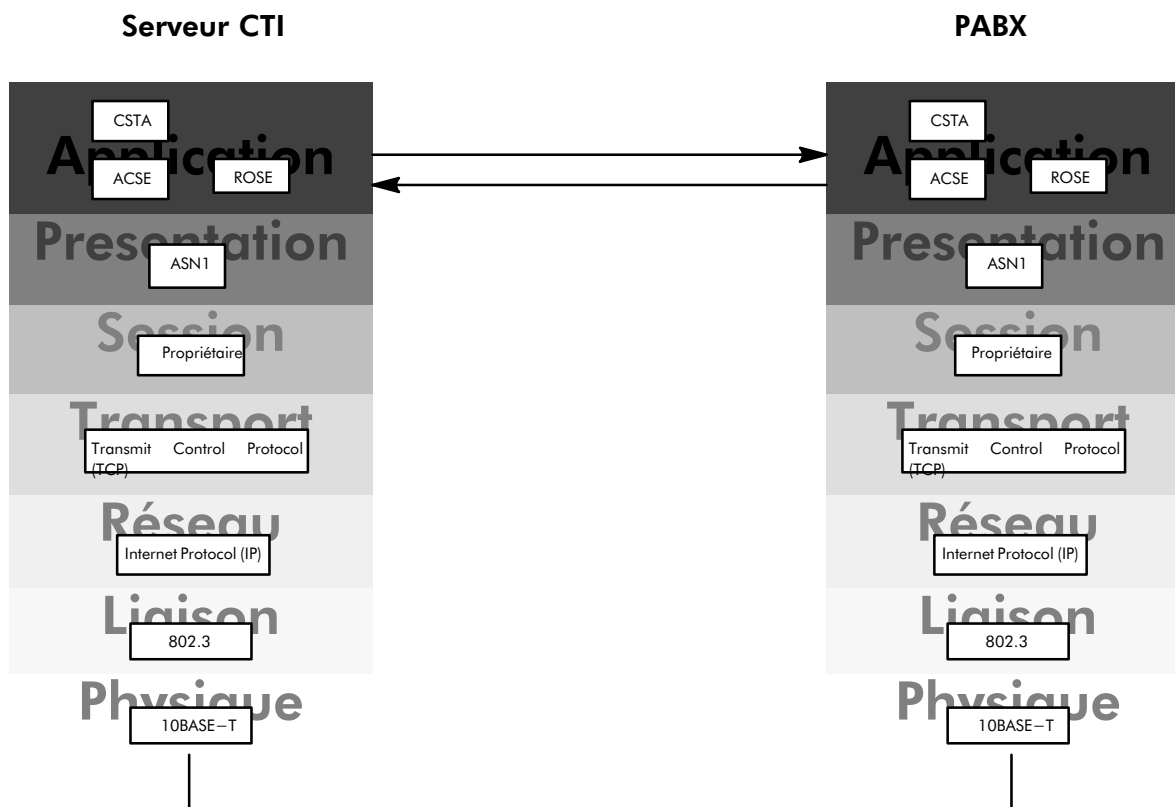 Serveur CTI
PABX
CSTA
Application
ACSE
ROSE
Presentation
ASN1
Session
Propriétaire
Transport
Transmit Control Protocol
(TCP)
Réseau
Internet Protocol (IP)
Liaison
802.3
Physique
10BASE−T
CSTA
Application
ACSE
ROSE
Presentation
ASN1
Session
Propriétaire
Transport
Transmit Control Protocol
(TCP)
Réseau
Internet Protocol (IP)
Liaison
802.3
Physique
10BASE−T